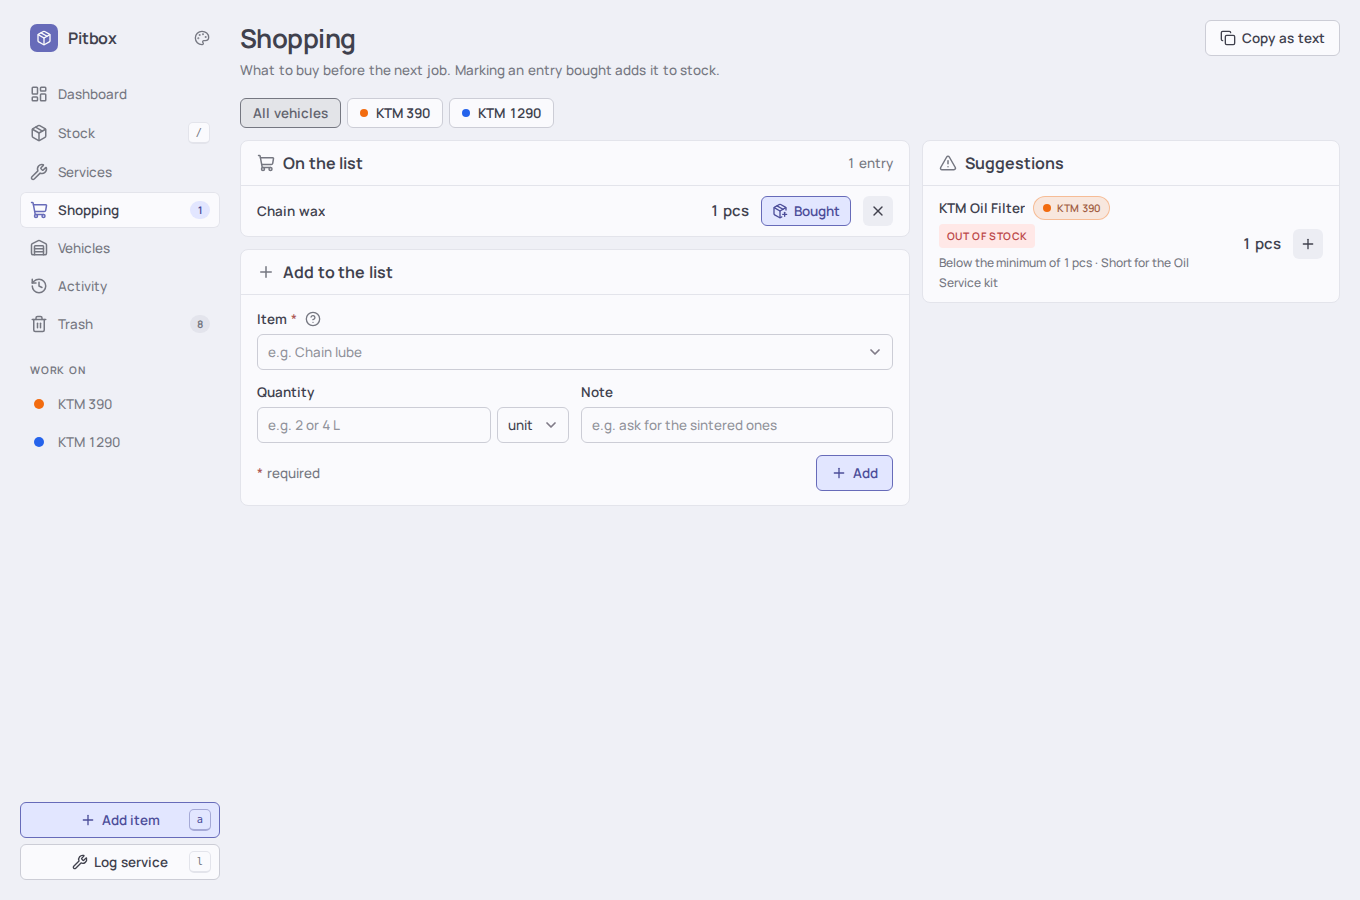 Pitbox
Dashboard
Stock /
Services
Shopping 1
Vehicles
Activity
Trash 8
WORK ON
KTM 390
KTM 1290
Add item a
Log service l
Shopping
Copy as text
What to buy before the next job. Marking an entry bought adds it to stock.
All vehicles KTM 390 KTM 1290
On the list 1 entry
Chain wax 1 pcs Bought
Add to the list
Item *
e.g. Chain lube
Quantity Note
e.g. 2 or 4 L unit e.g. ask for the sintered ones
* required Add
Suggestions
KTM Oil Filter KTM 390
OUT OF STOCK
1 pcs
Below the minimum of 1 pcs · Short for the Oil
Service kit